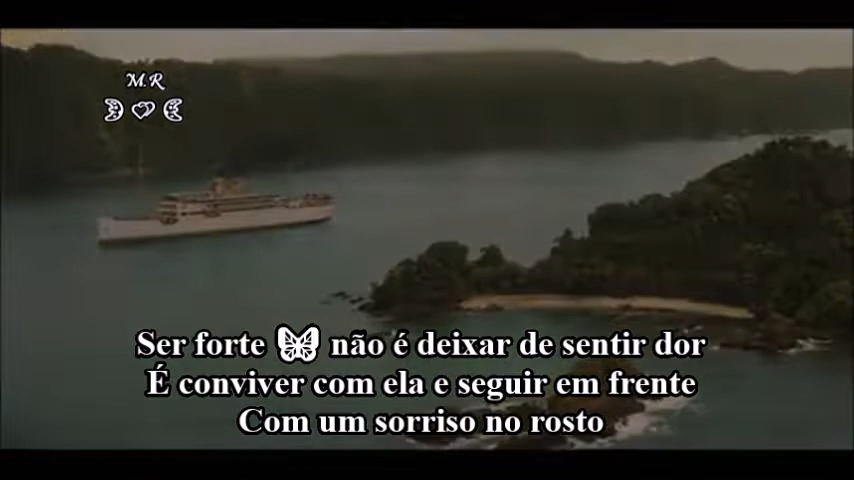 M.R
Ser forte não é deixar de sentir dor
É conviver com ela e seguir em frente
Com um sorriso no rosto